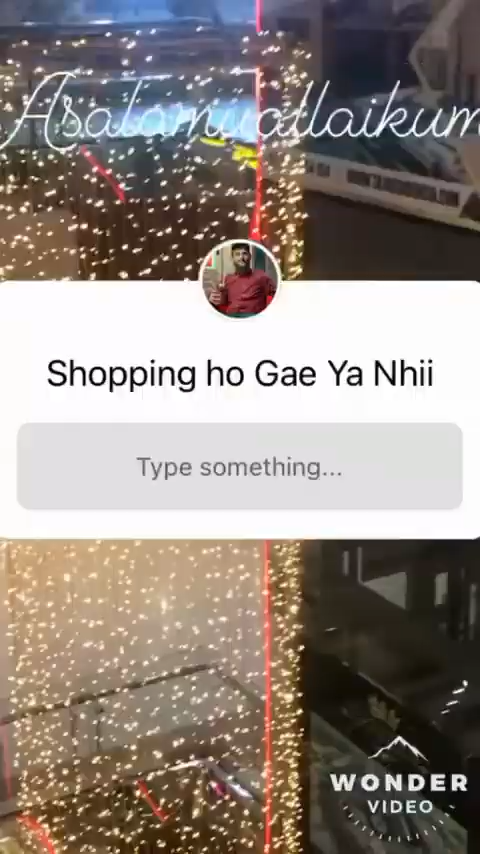 Asalamualaikum
Shopping ho Gae Ya Nhii
Type something...
WONDER
VIDEO